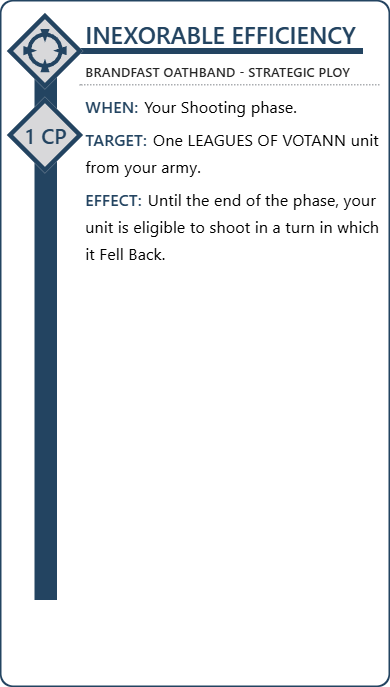 INEXORABLE EFFICIENCY
BRANDFAST OATHBAND - STRATEGIC PLOY
WHEN: Your Shooting phase.
1 CP
TARGET: One LEAGUES OF VOTANN unit
from your army.
EFFECT: Until the end of the phase, your
unit is eligible to shoot in a turn in which
it Fell Back.